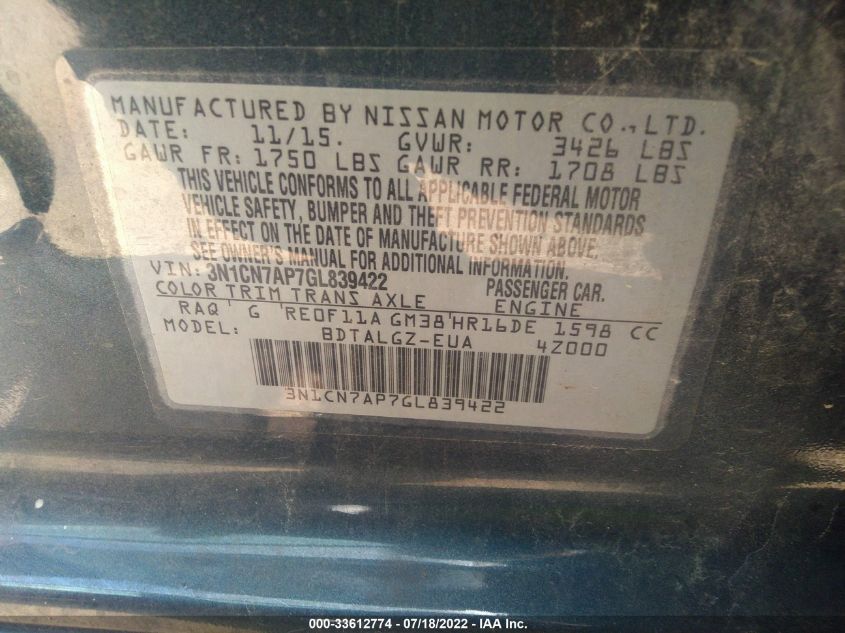 MANUFACTURED BY NISSAN MOTOR CO., LTD.
DATE: 11/15. GVWR: 3426 LBS
GAWR FR: 1750 LBS GAWR RR: 1708 LBS
THIS VEHICLE CONFORMS TO ALL APPLICABLE FEDERAL MOTOR
VEHICLE SAFETY, BUMPER AND THEFT PREVENTION STANDARDS
IN EFFECT ON THE DATE OF MANUFACTURE SHOWN ABOVE.
SEE OWNER'S MANUAL FOR ADDITIONAL INFORMATION.
VIN: 3N1CN7AP7GL839422 PASSENGER CAR.
COLOR TRIM TRANS AXLE ENGINE
RAQ ' G 'RE0F11A GM38'HR16DE 1598 CC
MODEL: BDTALGZ-EUA 4Z000
3N1CN7AP7GL839422
000-33612774 - 07/18/2022 - IAA Inc.